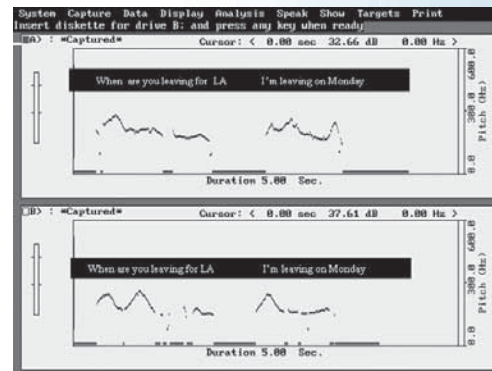 System Capture Data Display Analysis Speak Show Targets Print
Insert diskette for drive B: and press any key when ready
A> : *Captured* Cursor: < 0.00 sec 32.66 dB 0.00 Hz >
When are you leaving for LA I'm leaving on Monday
600.0
300.0
0.0
Pitch (Hz)
Duration 5.00 Sec.
B> : *Captured* Cursor: < 0.00 sec 37.61 dB 0.00 Hz >
When are you leaving for LA I'm leaving on Monday
600.0
300.0
0.0
Pitch (Hz)
Duration 5.00 Sec.